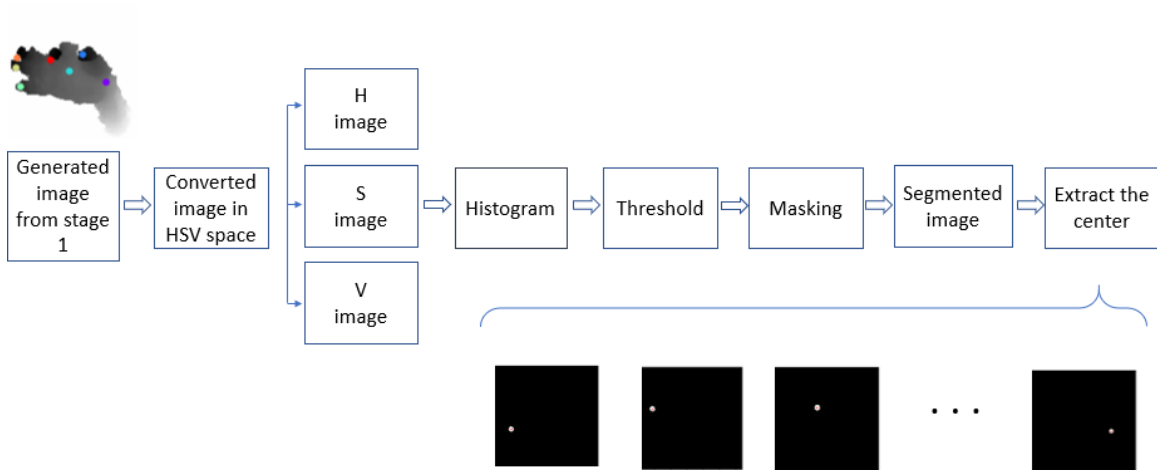 Generated
image
from stage
1
Converted
image in
HSV space
H
image
S
image
V
image
Histogram
Threshold
Masking
Segmented
image
Extract the
center
. . .